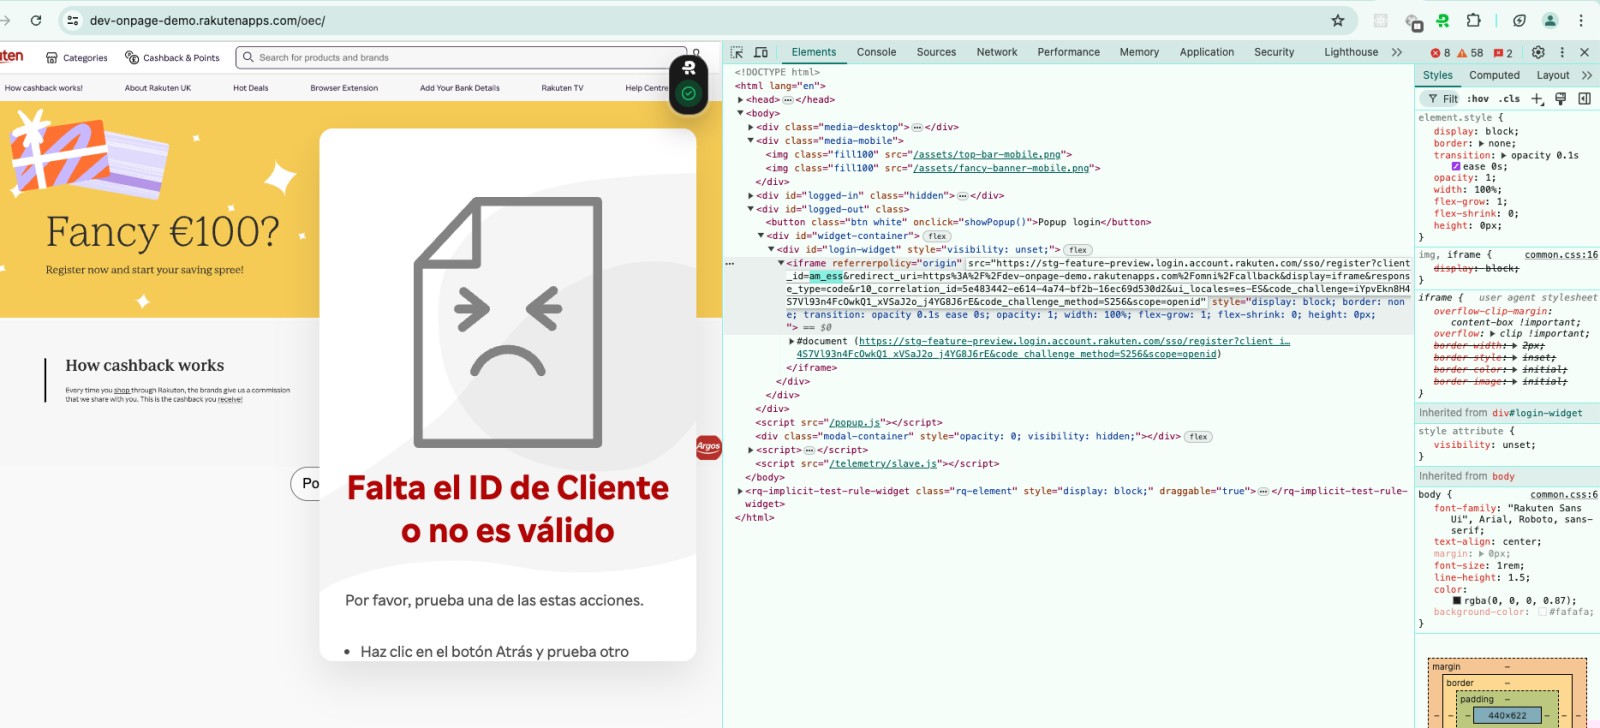 dev-onpage-demo.rakutenapps.com/oec/
Elements Console Sources Network Performance Memory Application Security Lighthouse
8 58 2
ten Categories Cashback & Points Search for products and brands
How cashback works! About Rakuten UK Hot Deals Browser Extension Add Your Bank Details Rakuten TV Help Centre
Fancy €100?
Register now and start your saving spree!
How cashback works
Every time you shop through Rakuten, the brands give us a commission
that we share with you. This is the cashback you receive!
Po
Argos
Falta el ID de Cliente
o no es válido
Por favor, prueba una de las estas acciones.
• Haz clic en el botón Atrás y prueba otro
<!DOCTYPE html>
<html lang="en">
<head> </head>
<body>
<div class="media-desktop"> </div>
<div class="media-mobile">
<img class="fill100" src="/assets/top-bar-mobile.png">
<img class="fill100" src="/assets/fancy-banner-mobile.png">
</div>
<div id="logged-in" class="hidden"> </div>
<div id="logged-out" class>
<button class="btn white" onclick="showPopup()">Popup login</button>
<div id="widget-container"> flex
<div id="login-widget" style="visibility: unset;"> flex
<iframe referrerpolicy="origin" src="https://stg-feature-preview.login.account.rakuten.com/sso/register?client
_id=am_ess&redirect_uri=https%3A%2F%2Fdev-onpage-demo.rakutenapps.com%2Fomni%2Fcallback&display=iframe&respons
e_type=code&r10_correlation_id=5e483442-e614-4a74-bf2b-16ec69d530d2&ui_locales=es-ES&code_challenge=iYpvEkn8H4
S7Vl93n4FcOwkQ1_xVSaJ2o_j4YG8J6rE&code_challenge_method=S256&scope=openid" style="display: block; border: non
e; transition: opacity 0.1s ease 0s; opacity: 1; width: 100%; flex-grow: 1; flex-shrink: 0; height: 0px;
"> == $0
#document (https://stg-feature-preview.login.account.rakuten.com/sso/register?client_i…
4S7Vl93n4FcOwkQ1_xVSaJ2o_j4YG8J6rE&code_challenge_method=S256&scope=openid)
</iframe>
</div>
</div>
</div>
<script src="/popup.js"></script>
<div class="modal-container" style="opacity: 0; visibility: hidden;"></div> flex
<script> </script>
<script src="/telemetry/slave.js"></script>
</body>
<rq-implicit-test-rule-widget class="rq-element" style="display: block;" draggable="true"> </rq-implicit-test-rule-
widget>
</html>
Styles Computed Layout
Filt :hov .cls
element.style {
display: block;
border: none;
transition: opacity 0.1s
ease 0s;
opacity: 1;
width: 100%;
flex-grow: 1;
flex-shrink: 0;
height: 0px;
}
img, iframe { common.css:16
display: block;
}
iframe { user agent stylesheet
overflow-clip-margin:
content-box !important;
overflow: clip !important;
border-width: 2px;
border-style: inset;
border-color: initial;
border-image: initial;
}
Inherited from div#login-widget
style attribute {
visibility: unset;
}
Inherited from body
body { common.css:6
font-family: "Rakuten Sans
Ui", Arial, Roboto, sans-
serif;
text-align: center;
margin: 0px;
font-size: 1rem;
line-height: 1.5;
color:
rgba(0, 0, 0, 0.87);
background-color: #fafafa;
}
margin –
border –
padding –
– – – 440×622 – – –